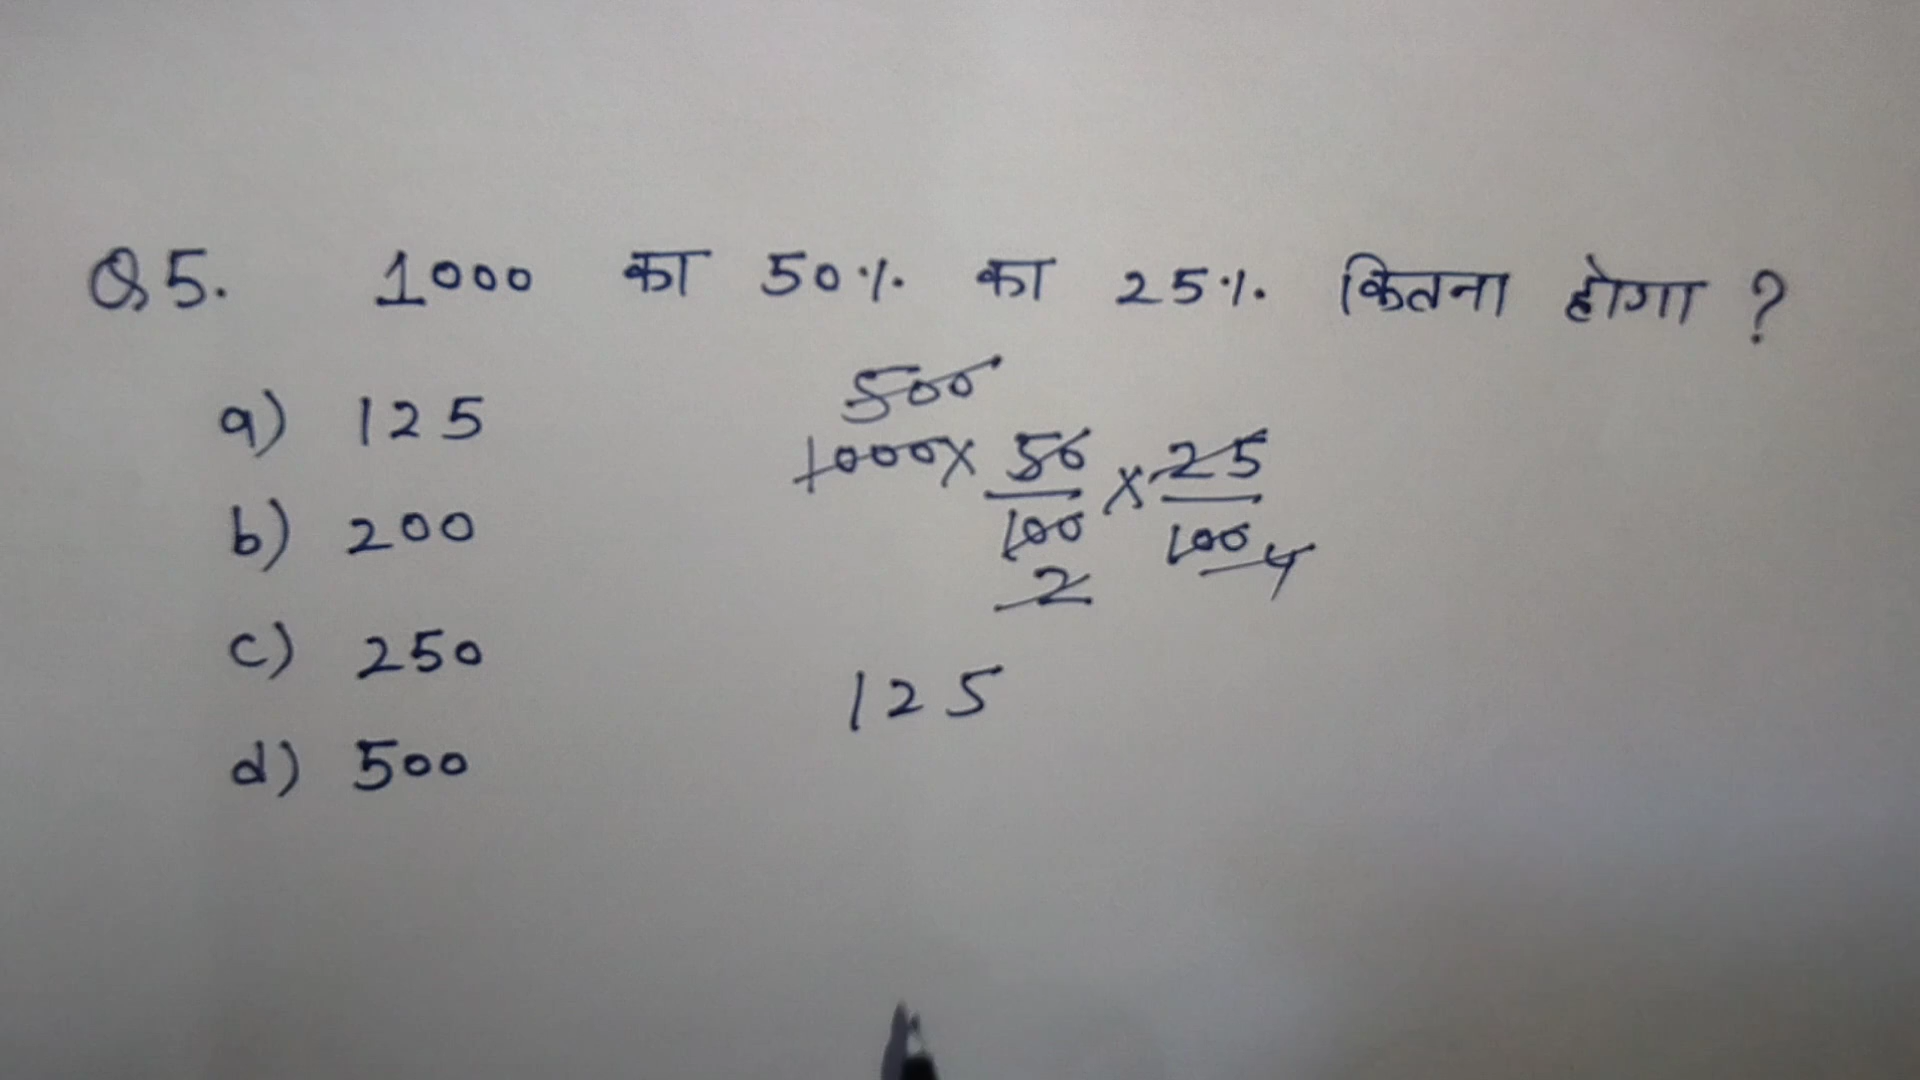 Q5. 1000 का 50% का 25% कितना होगा ?
a) 125
b) 200
c) 250
d) 500
500
1000 x 50/100 x 25/100
2 4
125